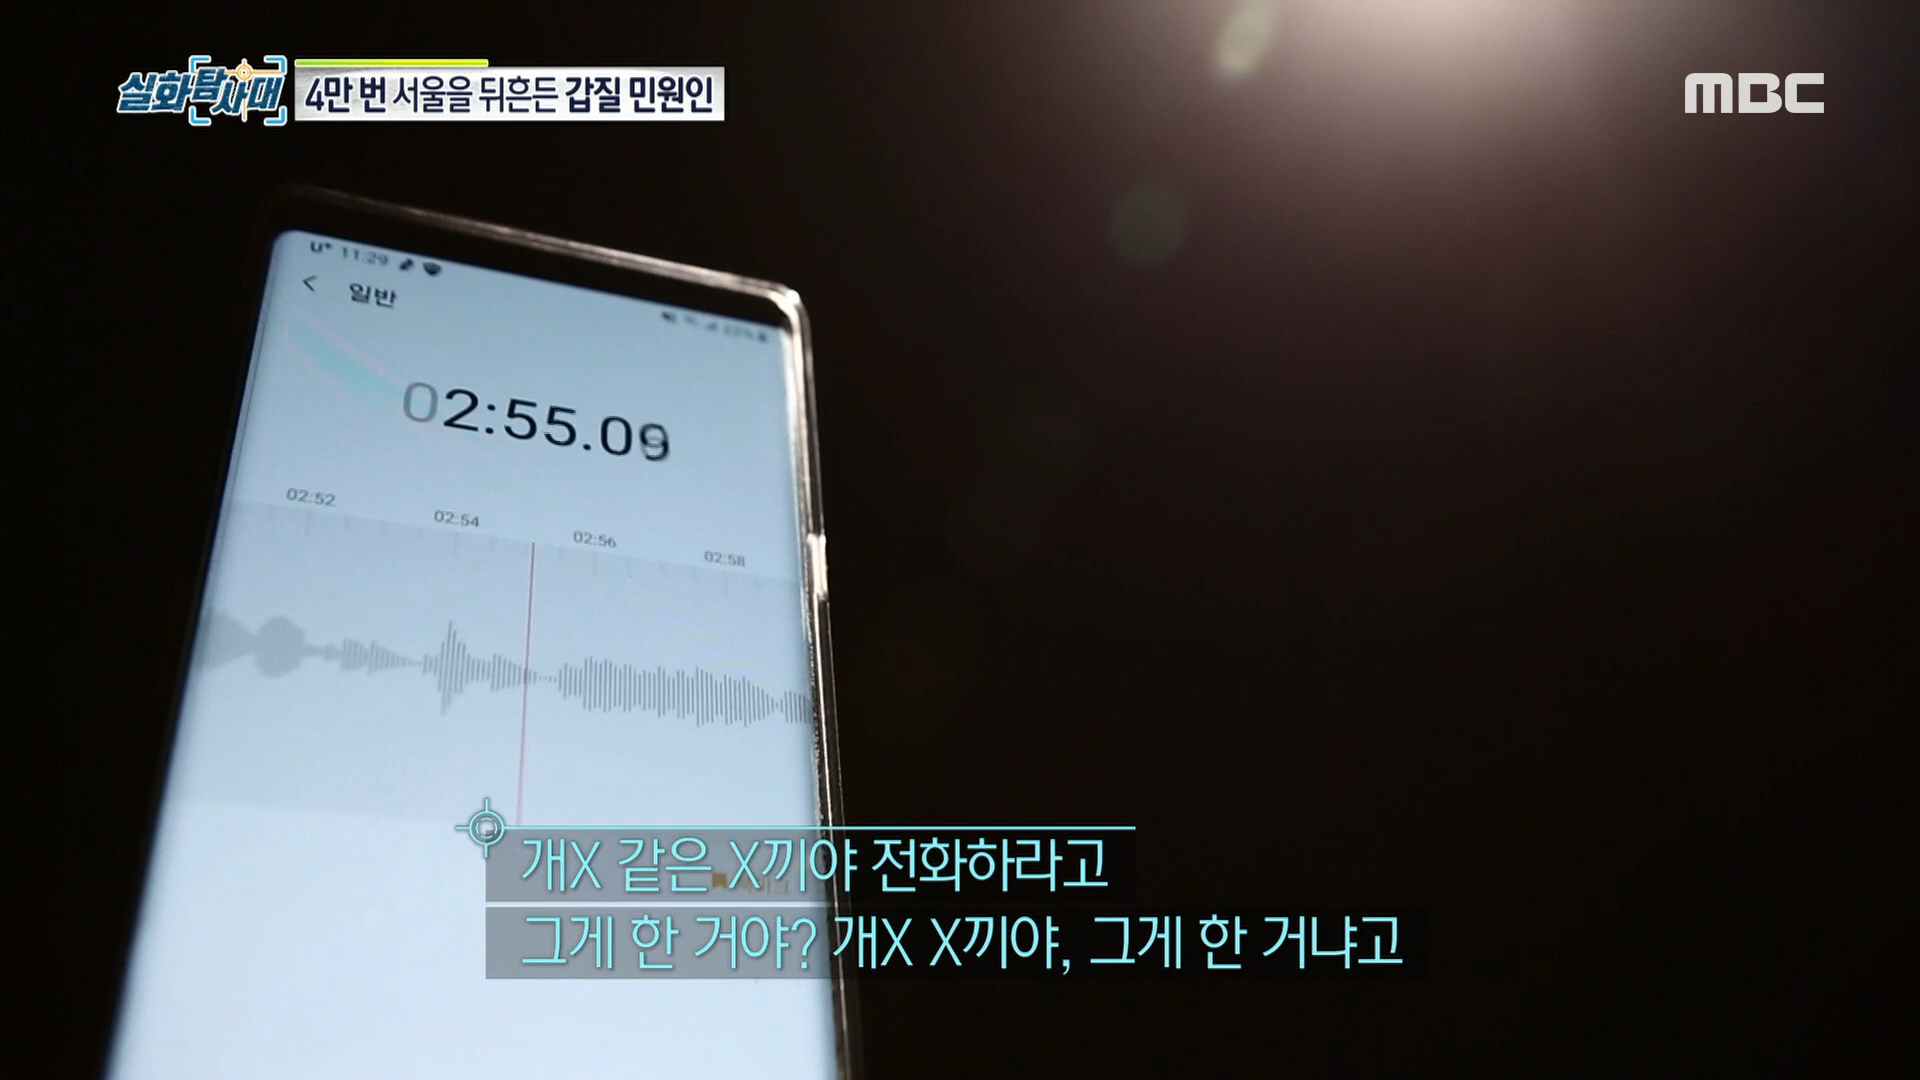 실화탐사대
4만 번 서울을 뒤흔든 갑질 민원인
MBC
U+ 11:29
22%
일반
02:55.09
02:52
02:54
02:56
02:58
개X 같은 X끼야 전화하라고
그게 한 거야? 개X X끼야, 그게 한 거냐고